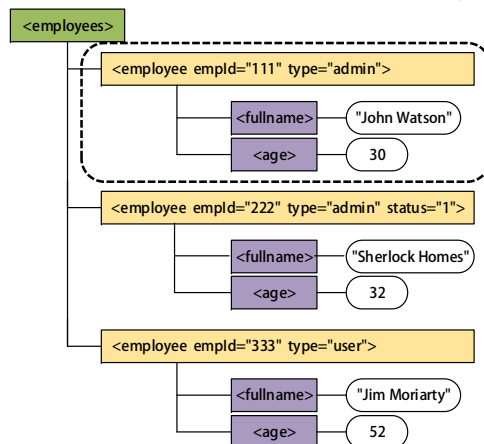 <employees>
<employee empId="111" type="admin">
<fullname> "John Watson"
<age> 30
<employee empId="222" type="admin" status="1">
<fullname> "Sherlock Homes"
<age> 32
<employee empId="333" type="user">
<fullname> "Jim Moriarty"
<age> 52